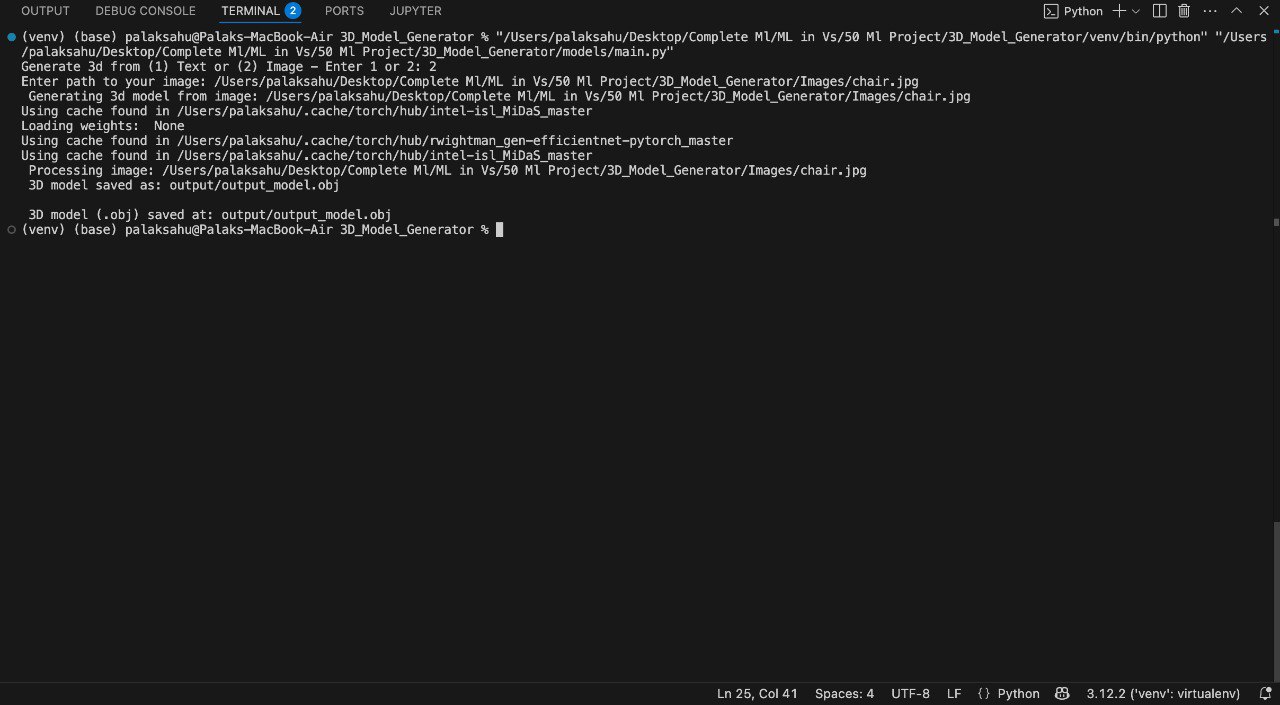 OUTPUT DEBUG CONSOLE TERMINAL 2 PORTS JUPYTER Python
(venv) (base) palaksahu@Palaks-MacBook-Air 3D_Model_Generator % "/Users/palaksahu/Desktop/Complete Ml/ML in Vs/50 Ml Project/3D_Model_Generator/venv/bin/python" "/Users
/palaksahu/Desktop/Complete Ml/ML in Vs/50 Ml Project/3D_Model_Generator/models/main.py"
Generate 3d from (1) Text or (2) Image – Enter 1 or 2: 2
Enter path to your image: /Users/palaksahu/Desktop/Complete Ml/ML in Vs/50 Ml Project/3D_Model_Generator/Images/chair.jpg
Generating 3d model from image: /Users/palaksahu/Desktop/Complete Ml/ML in Vs/50 Ml Project/3D_Model_Generator/Images/chair.jpg
Using cache found in /Users/palaksahu/.cache/torch/hub/intel-isl_MiDaS_master
Loading weights:  None
Using cache found in /Users/palaksahu/.cache/torch/hub/rwightman_gen-efficientnet-pytorch_master
Using cache found in /Users/palaksahu/.cache/torch/hub/intel-isl_MiDaS_master
Processing image: /Users/palaksahu/Desktop/Complete Ml/ML in Vs/50 Ml Project/3D_Model_Generator/Images/chair.jpg
3D model saved as: output/output_model.obj
3D model (.obj) saved at: output/output_model.obj
(venv) (base) palaksahu@Palaks-MacBook-Air 3D_Model_Generator %
Ln 25, Col 41 Spaces: 4 UTF-8 LF {} Python 3.12.2 ('venv': virtualenv)